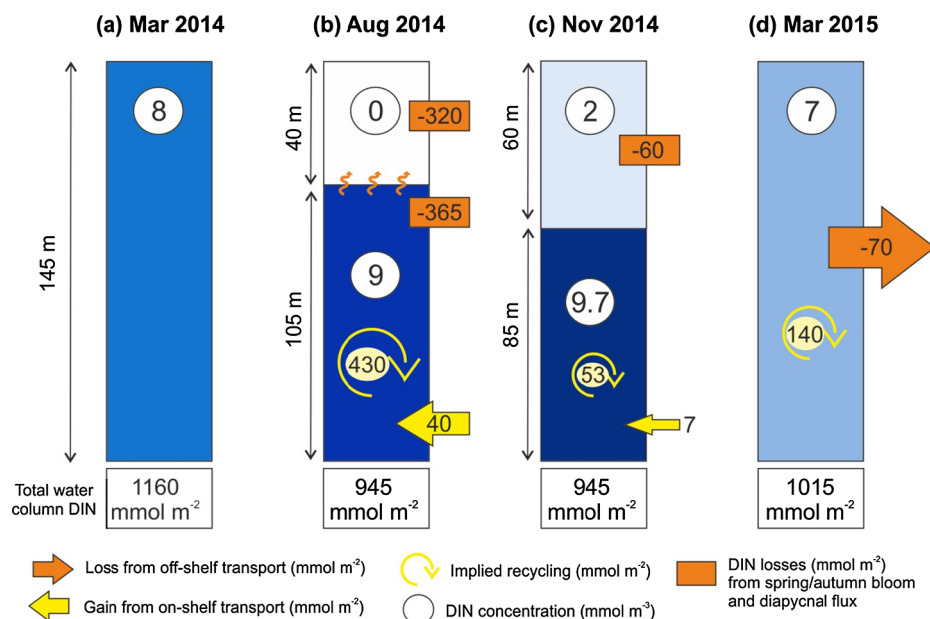 (a) Mar 2014
(b) Aug 2014
(c) Nov 2014
(d) Mar 2015
145 m
8
40 m
0
-320
-365
105 m
9
430
40
60 m
2
-60
85 m
9.7
53
7
7
-70
140
Total water
column DIN
1160
mmol m⁻²
945
mmol m⁻²
945
mmol m⁻²
1015
mmol m⁻²
Loss from off-shelf transport (mmol m⁻²)
Gain from on-shelf transport (mmol m⁻²)
Implied recycling (mmol m⁻²)
DIN concentration (mmol m⁻³)
DIN losses (mmol m⁻²)
from spring/autumn bloom
and diapycnal flux